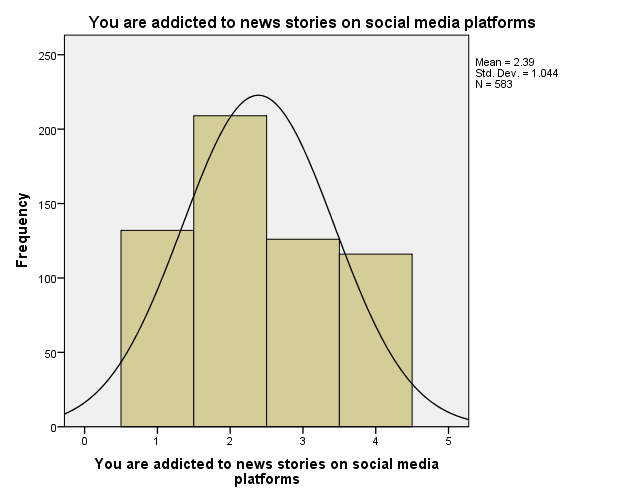 You are addicted to news stories on social media platforms
Mean = 2.39
Std. Dev. = 1.044
N = 583
250
200
150
100
50
0
Frequency
0 1 2 3 4 5
You are addicted to news stories on social media
platforms